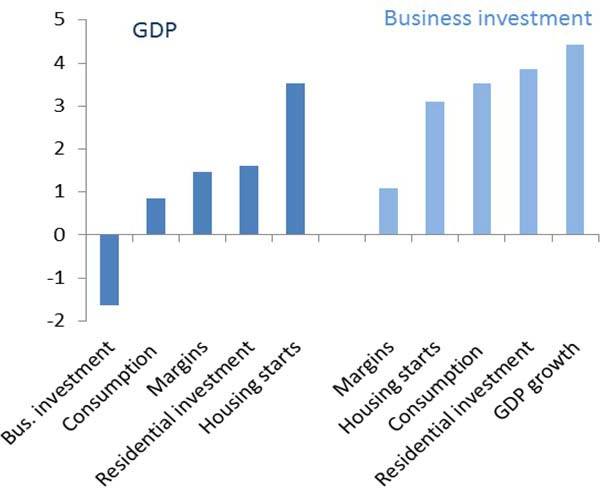 GDP
Business investment
5
4
3
2
1
0
-1
-2
Bus. investment
Consumption
Margins
Residential investment
Housing starts
Margins
Housing starts
Consumption
Residential investment
GDP growth